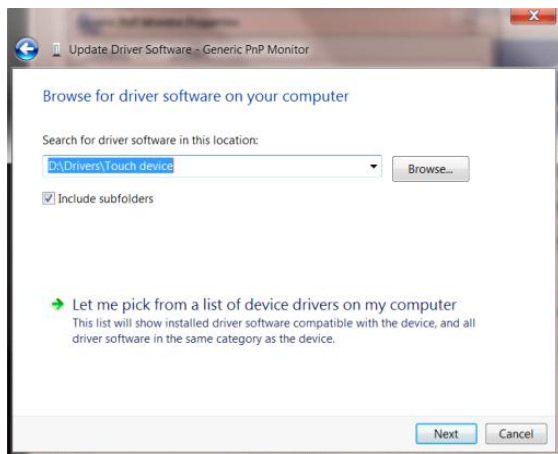 Update Driver Software - Generic PnP Monitor
Browse for driver software on your computer
Search for driver software in this location:
D:\Drivers\Touch device
Browse...
Include subfolders
Let me pick from a list of device drivers on my computer
This list will show installed driver software compatible with the device, and all
driver software in the same category as the device.
Next
Cancel